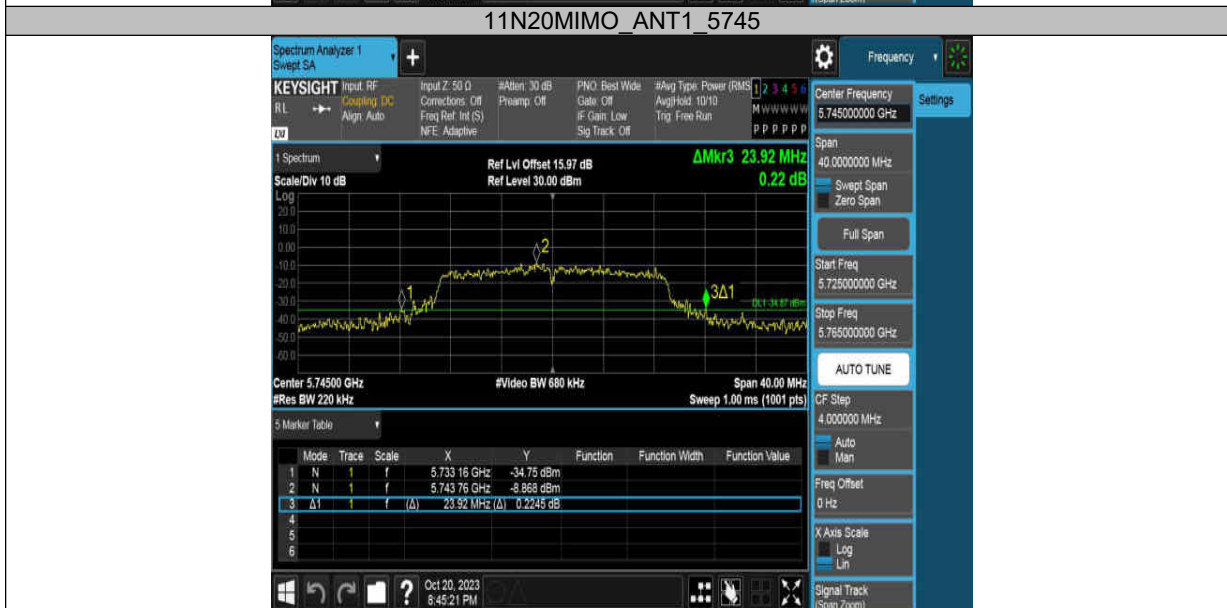 11N20MIMO_ANT1_5745
Spectrum Analyzer 1
Swept SA
+
Frequency
KEYSIGHT
RL
LXI
Input: RF
Coupling: DC
Align: Auto
Input Z: 50 Ω
Corrections: Off
Freq Ref: Int (S)
NFE: Adaptive
#Atten: 30 dB
Preamp: Off
PNO: Best Wide
Gate: Off
IF Gain: Low
Sig Track: Off
#Avg Type: Power (RMS
Avg|Hold: 10/10
Trig: Free Run
1 2 3 4 5 6
M W W W W W
P P P P P P
Center Frequency
5.745000000 GHz
Settings
Span
40.0000000 MHz
Swept Span
Zero Span
Full Span
Start Freq
5.725000000 GHz
Stop Freq
5.765000000 GHz
AUTO TUNE
CF Step
4.000000 MHz
Auto
Man
Freq Offset
0 Hz
X Axis Scale
Log
Lin
Signal Track
(Span Zoom)
1 Spectrum
Scale/Div 10 dB
Ref Lvl Offset 15.97 dB
Ref Level 30.00 dBm
ΔMkr3 23.92 MHz
0.22 dB
Log
20.0
10.0
0.00
-10.0
-20.0
-30.0
-40.0
-50.0
-60.0
1
2
3Δ1
DL1 -34.87 dBm
Center 5.74500 GHz
#Video BW 680 kHz
Span 40.00 MHz
#Res BW 220 kHz
Sweep 1.00 ms (1001 pts)
5 Marker Table
Mode Trace Scale X Y Function Function Width Function Value
1 N 1 f 5.733 16 GHz -34.75 dBm
2 N 1 f 5.743 76 GHz -8.868 dBm
3 Δ1 1 f (Δ) 23.92 MHz (Δ) 0.2245 dB
4
5
6
?
Oct 20, 2023
8:45:21 PM